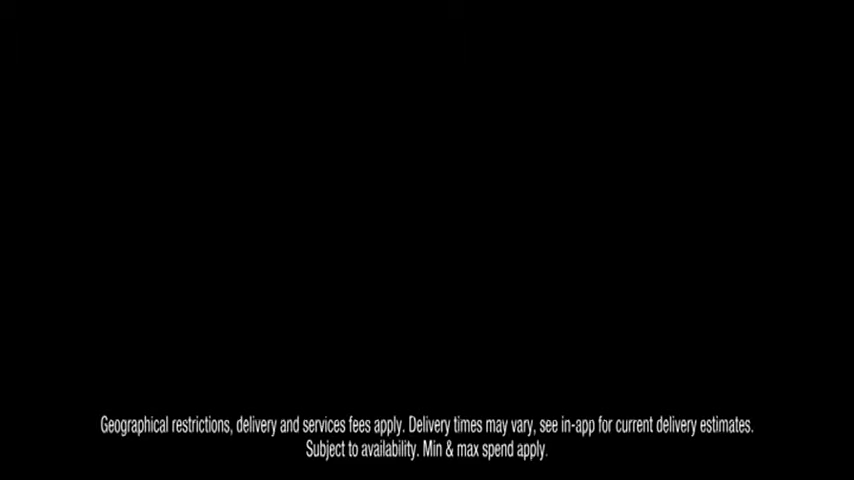 Geographical restrictions, delivery and services fees apply. Delivery times may vary, see in-app for current delivery estimates.
Subject to availability. Min & max spend apply.